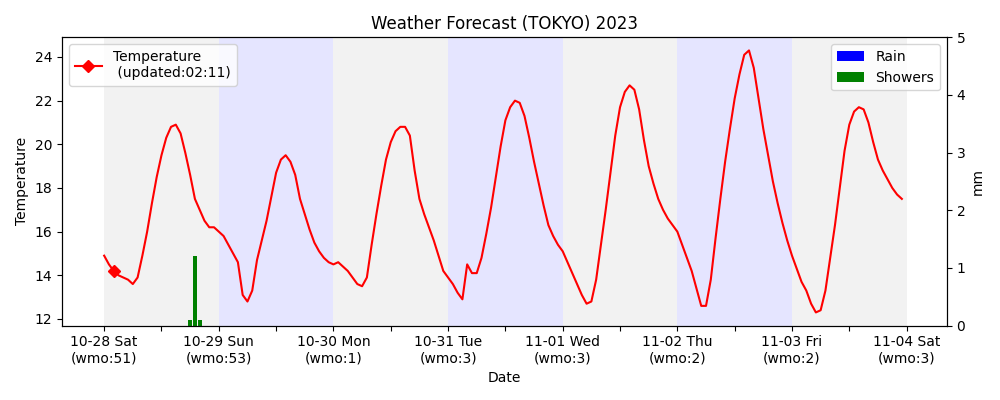 Weather Forecast (TOKYO) 2023
Temperature
(updated:02:11)
Rain
Showers
Temperature
24
22
20
18
16
14
12
5
4
3
2
1
0
mm
10-28 Sat
(wmo:51)
10-29 Sun
(wmo:53)
10-30 Mon
(wmo:1)
10-31 Tue
(wmo:3)
11-01 Wed
(wmo:3)
11-02 Thu
(wmo:2)
11-03 Fri
(wmo:2)
11-04 Sat
(wmo:3)
Date